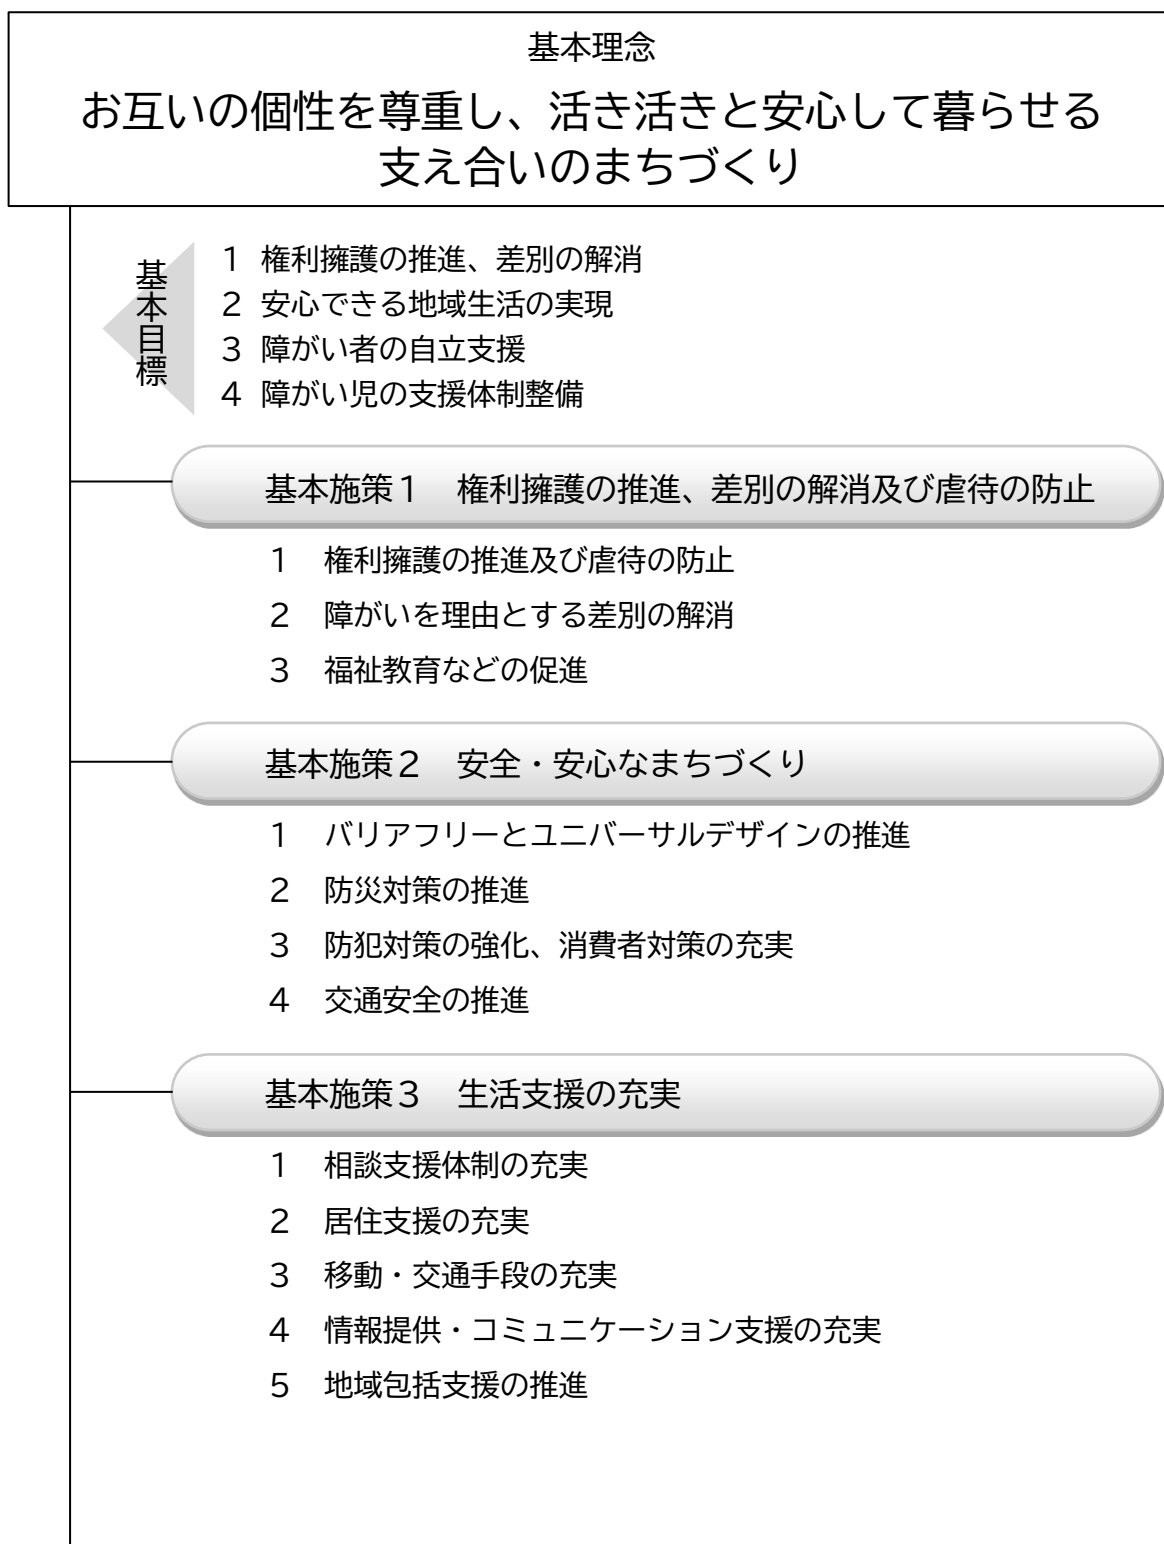 基本理念
お互いの個性を尊重し、活き活きと安心して暮らせる
支え合いのまちづくり
基本目標
1 権利擁護の推進、差別の解消
2 安心できる地域生活の実現
3 障がい者の自立支援
4 障がい児の支援体制整備
基本施策1　権利擁護の推進、差別の解消及び虐待の防止
1　権利擁護の推進及び虐待の防止
2　障がいを理由とする差別の解消
3　福祉教育などの促進
基本施策2　安全・安心なまちづくり
1　バリアフリーとユニバーサルデザインの推進
2　防災対策の推進
3　防犯対策の強化、消費者対策の充実
4　交通安全の推進
基本施策3　生活支援の充実
1　相談支援体制の充実
2　居住支援の充実
3　移動・交通手段の充実
4　情報提供・コミュニケーション支援の充実
5　地域包括支援の推進